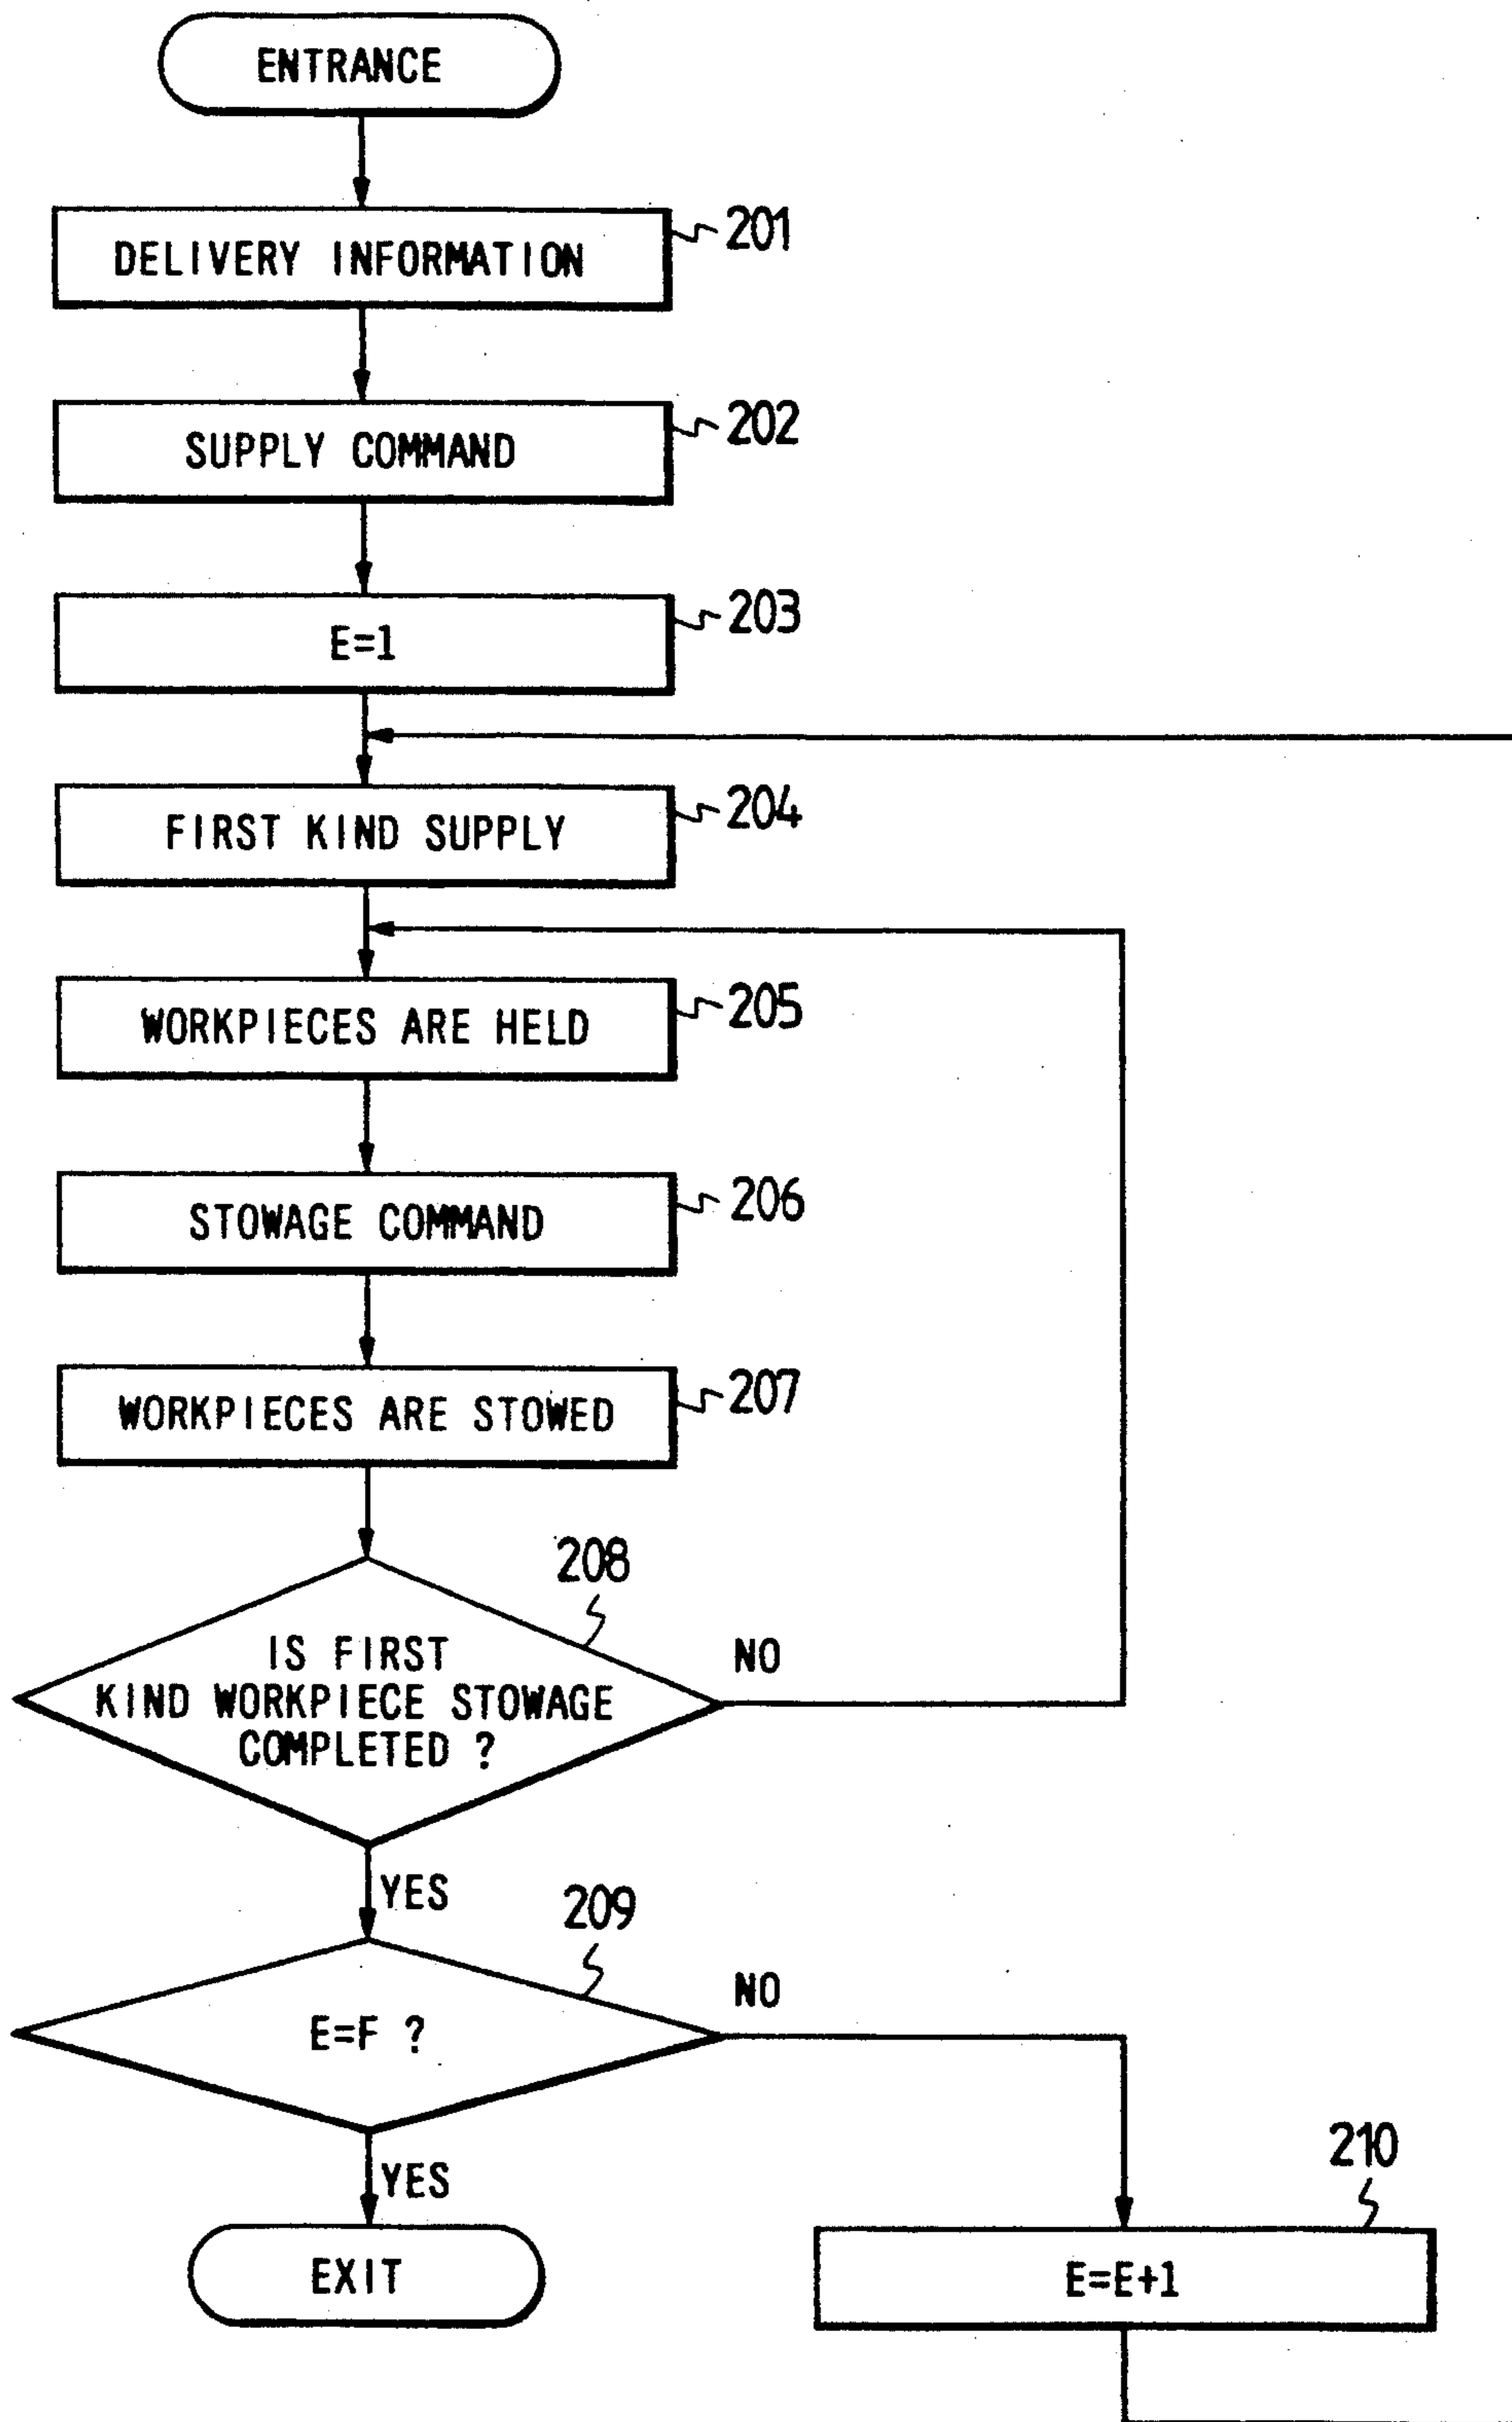 ENTRANCE
DELIVERY INFORMATION
201
SUPPLY COMMAND
202
E=1
203
FIRST KIND SUPPLY
204
WORKPIECES ARE HELD
205
STOWAGE COMMAND
206
WORKPIECES ARE STOWED
207
208
IS FIRST
KIND WORKPIECE STOWAGE
COMPLETED ?
NO
YES
209
E=F ?
NO
YES
210
EXIT
E=E+1